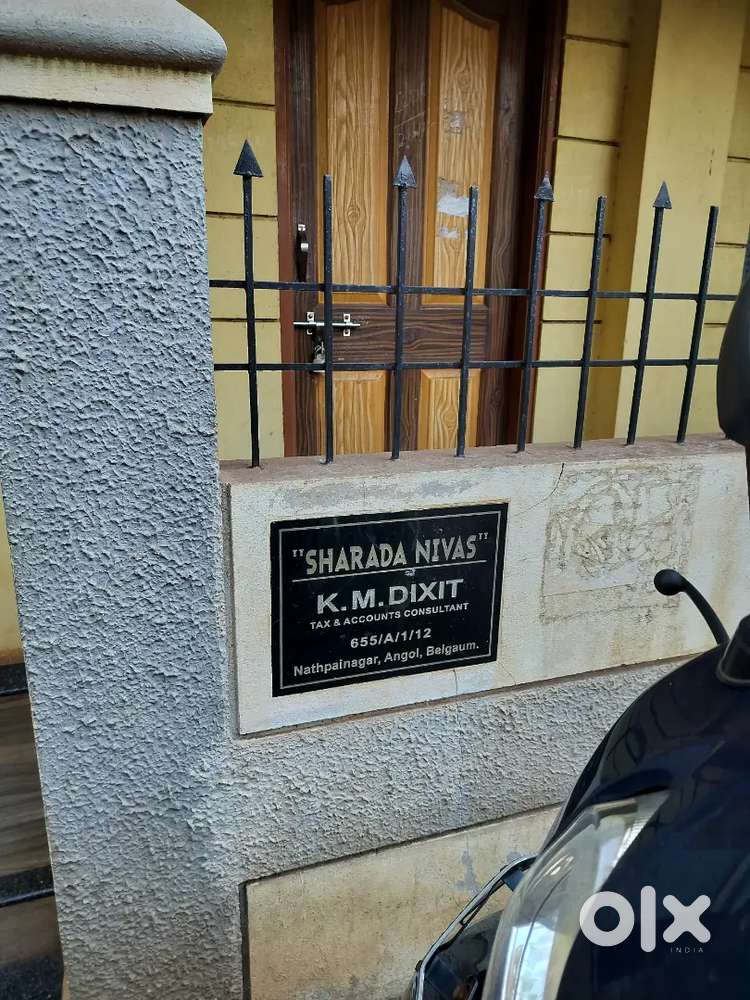 "SHARADA NIVAS"
K. M. DIXIT
TAX & ACCOUNTS CONSULTANT
655/A/1/12
Nathpainagar, Angol, Belgaum.
olx
INDIA